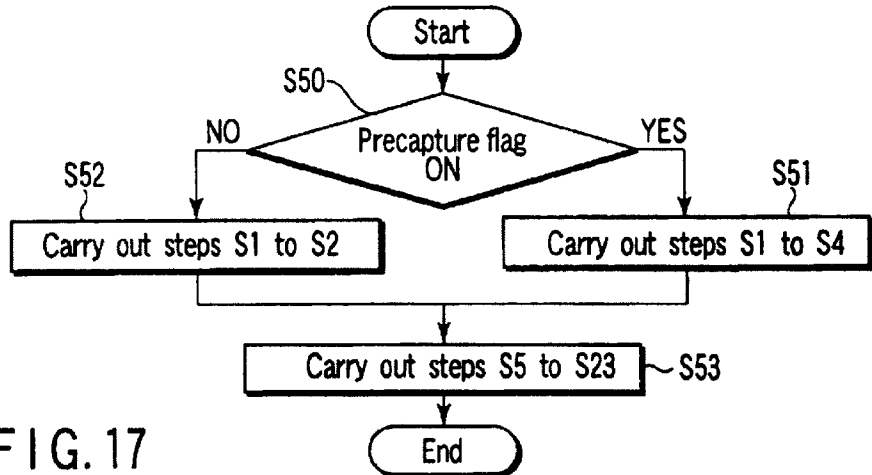 Start
S50
NO
Precapture flag
ON
YES
S52
S51
Carry out steps S1 to S2
Carry out steps S1 to S4
Carry out steps S5 to S23
S53
End
FIG. 17